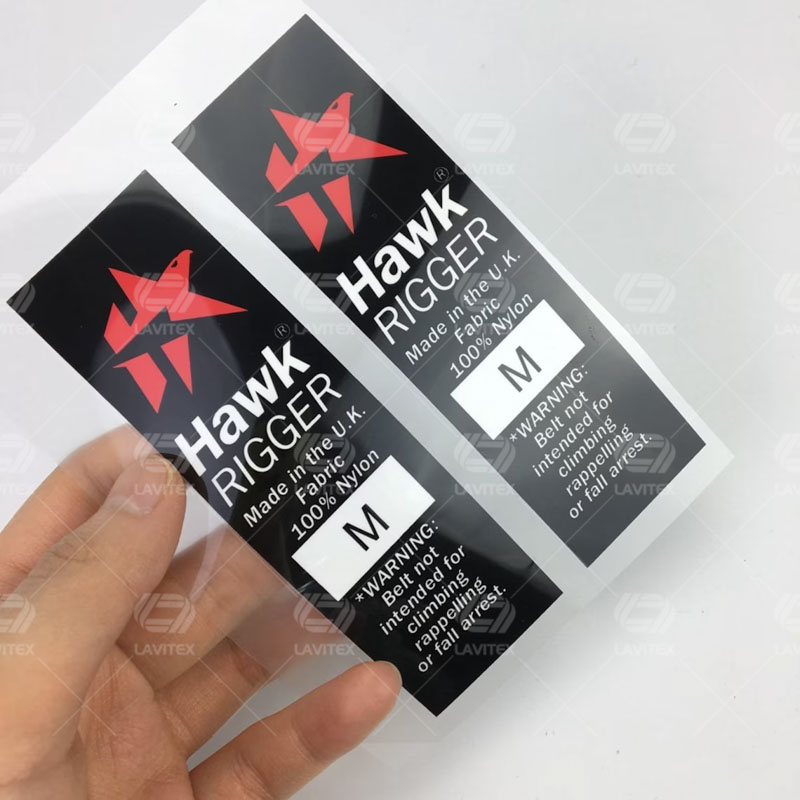 Hawk®
RIGGER
Made in the U.K.
Fabric
100% Nylon
M
*WARNING:
Belt not
intended for
climbing
rappelling
or fall arrest.
Hawk®
RIGGER
Made in the U.K.
Fabric
100% Nylon
M
*WARNING:
Belt not
intended for
climbing
rappelling
or fall arrest.
LAVITEX